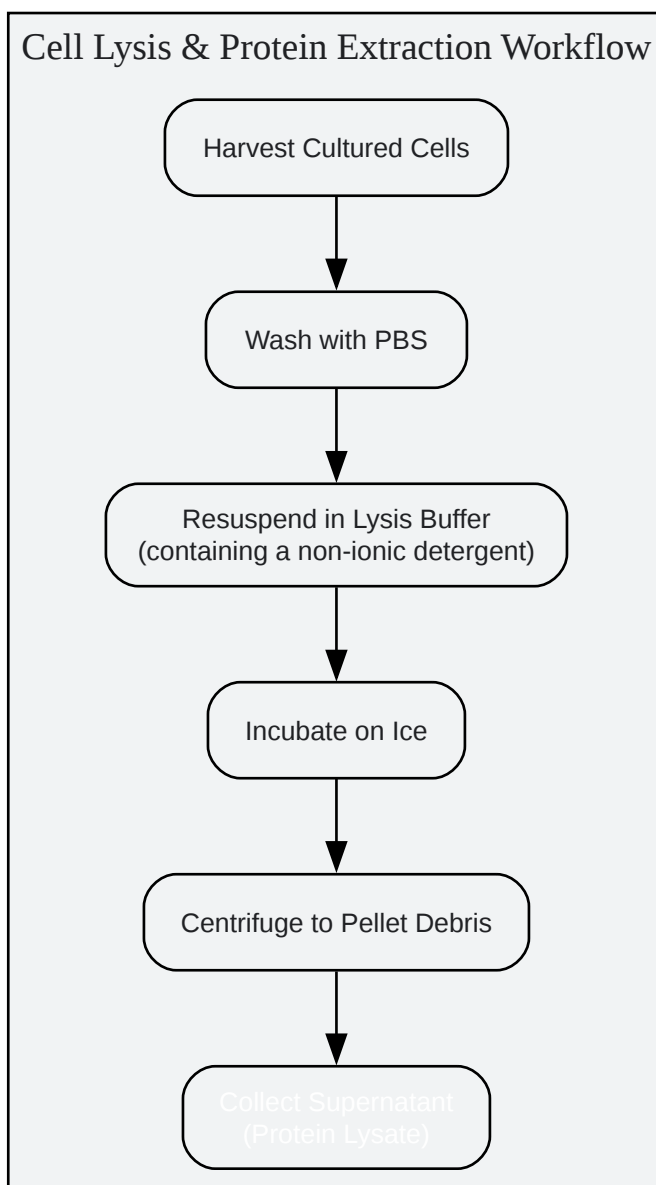 Cell Lysis & Protein Extraction Workflow
Harvest Cultured Cells
Wash with PBS
Resuspend in Lysis Buffer
(containing a non-ionic detergent)
Incubate on Ice
Centrifuge to Pellet Debris
Collect Supernatant
(Protein Lysate)